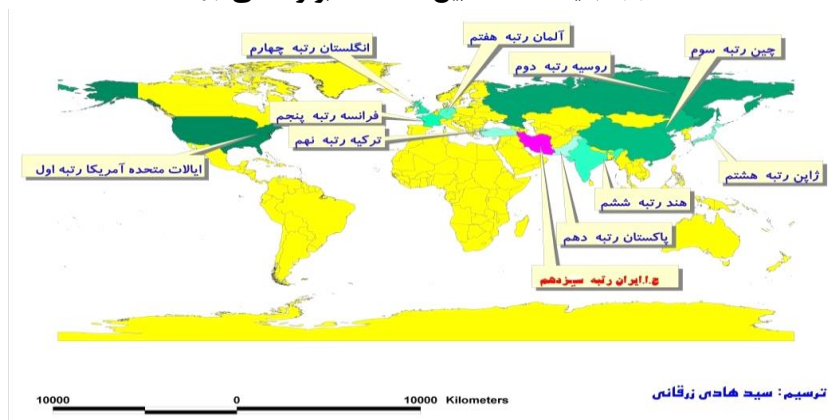 آلمان رتبه هفتم
انگلستان رتبه چهارم
چین رتبه سوم
روسیه رتبه دوم
فرانسه رتبه پنجم
ترکیه رتبه نهم
ایالات متحده آمریکا رتبه اول
ژاپن رتبه هشتم
هند رتبه ششم
پاکستان رتبه دهم
ج.ا.ایران رتبه سیزدهم
ترسیم: سید هادی زرقانی
10000 0 10000 Kilometers